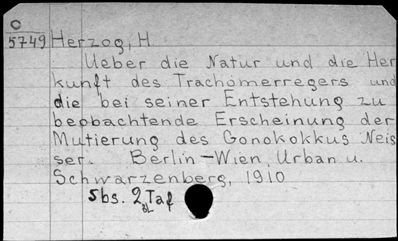 C
5749 Herzog, H
Ueber die Natur und die Her
kunft des Trachomerregers und
die bei seiner Entstehung zu
beobachtende Erscheinung der
Mutierung des Gonokokkus Neis
ser. Berlin-Wien, Urban u.
Schwarzenberg, 1910
Sbs. 2 Taf